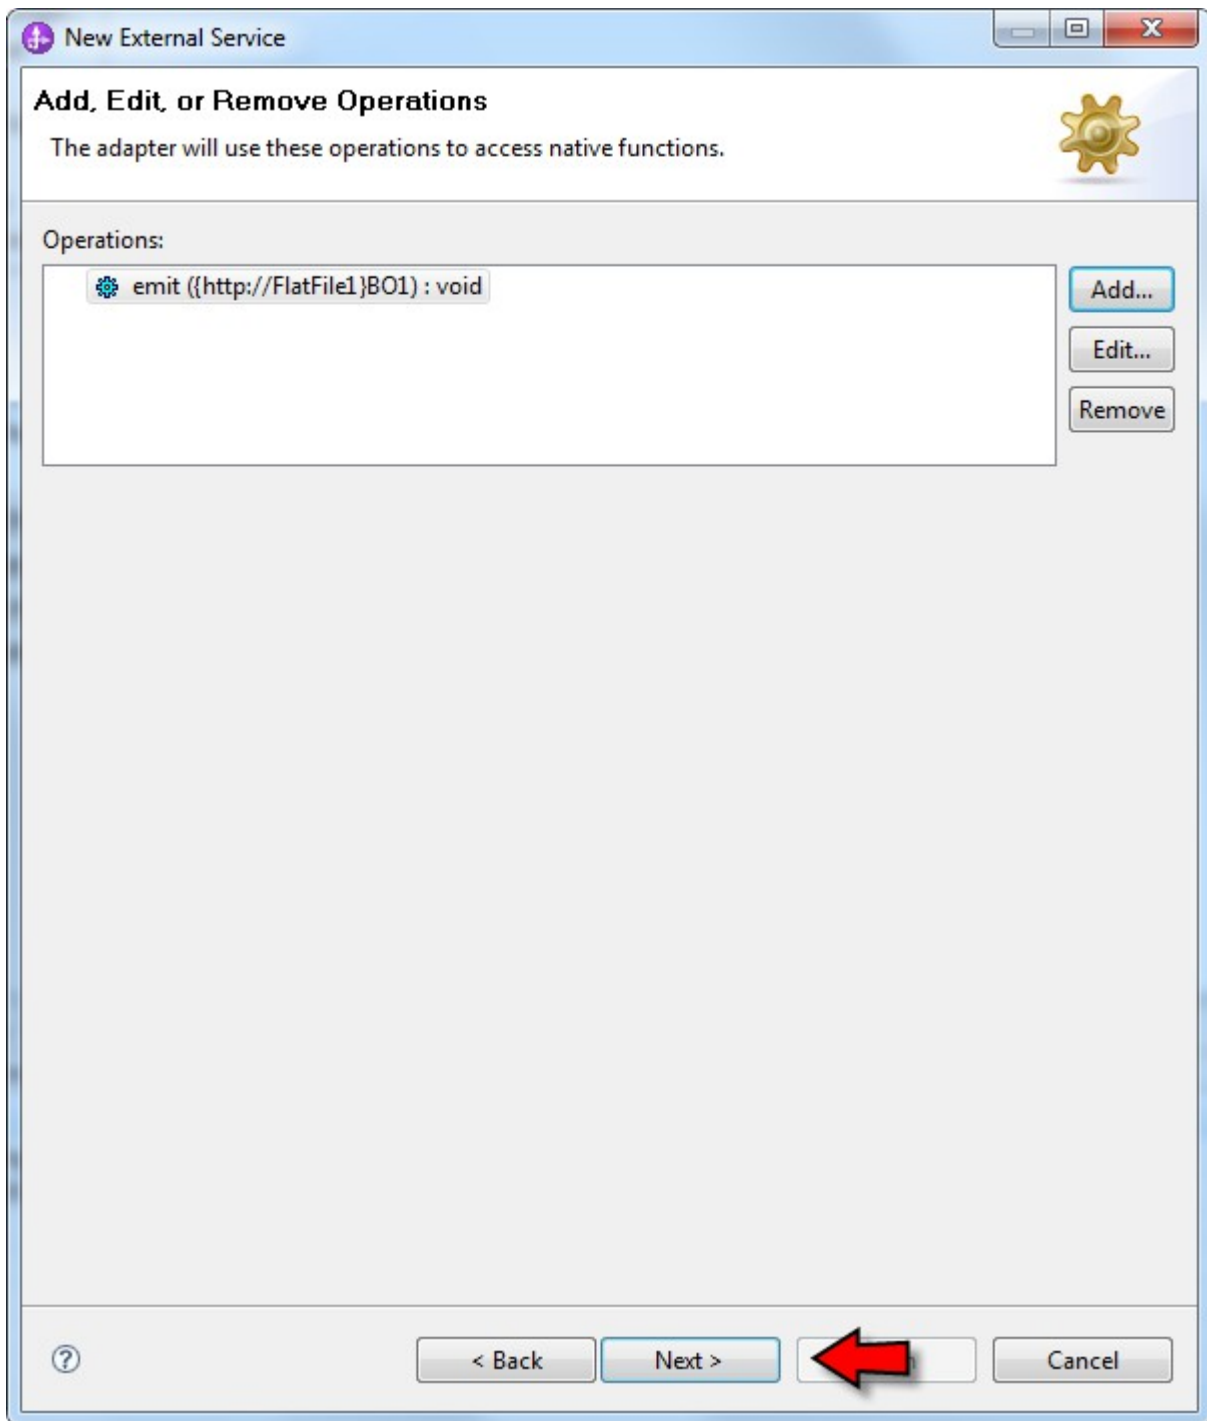 New External Service
Add, Edit, or Remove Operations
The adapter will use these operations to access native functions.
Operations:
emit ({http://FlatFile1}BO1) : void
Add...
Edit...
Remove
< Back
Next >
Cancel